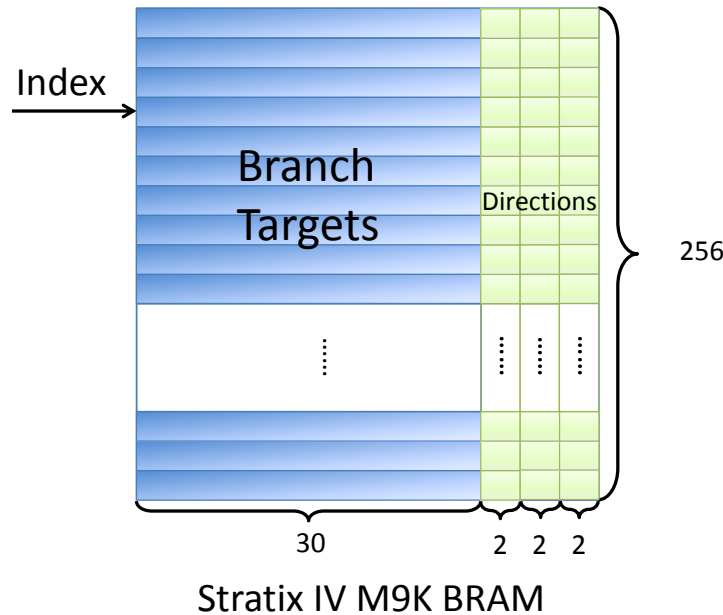 Index
Branch
Targets
Directions
256
......
......
......
......
30
2
2
2
Stratix IV M9K BRAM